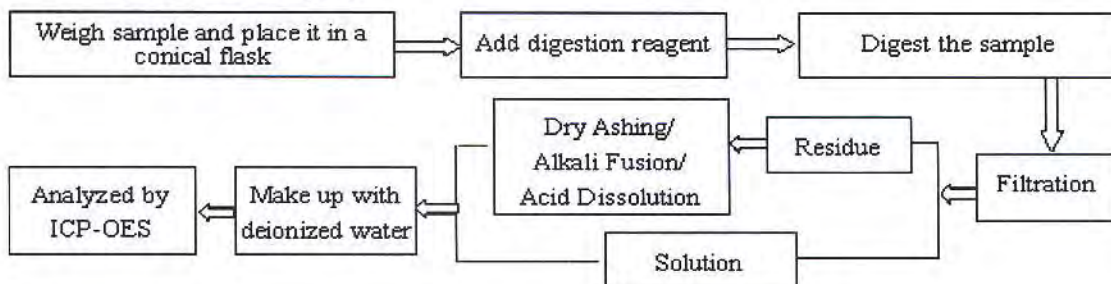 Weigh sample and place it in a
conical flask
Add digestion reagent
Digest the sample
Filtration
Residue
Solution
Dry Ashing/
Alkali Fusion/
Acid Dissolution
Make up with
deionized water
Analyzed by
ICP-OES